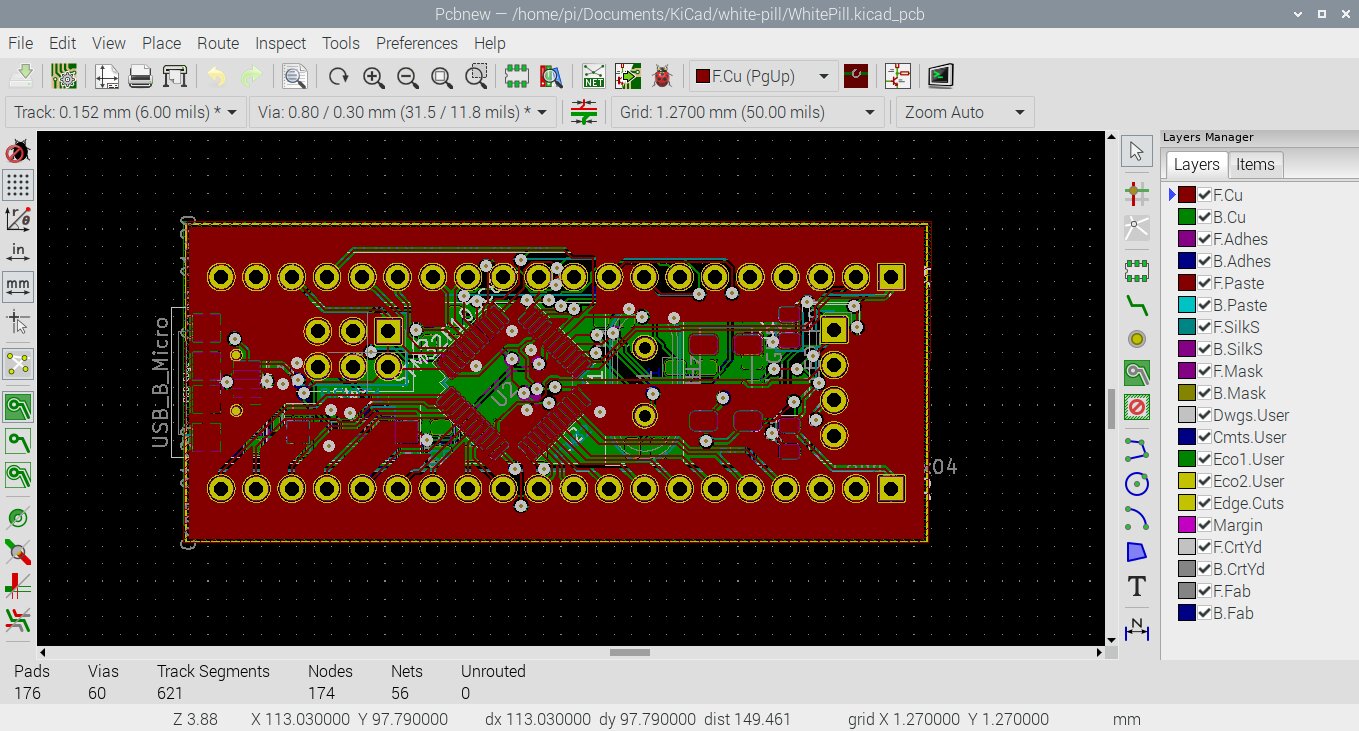 Pcbnew — /home/pi/Documents/KiCad/white-pill/WhitePill.kicad_pcb
File Edit View Place Route Inspect Tools Preferences Help
NET
F.Cu (PgUp)
Track: 0.152 mm (6.00 mils) *
Via: 0.80 / 0.30 mm (31.5 / 11.8 mils) *
Grid: 1.2700 mm (50.00 mils)
Zoom Auto
in
mm
USB_B_Micro
U2
T
N
Layers Manager
Layers Items
F.Cu
B.Cu
F.Adhes
B.Adhes
F.Paste
B.Paste
F.SilkS
B.SilkS
F.Mask
B.Mask
Dwgs.User
Cmts.User
Eco1.User
Eco2.User
Edge.Cuts
Margin
F.CrtYd
B.CrtYd
F.Fab
B.Fab
Pads Vias Track Segments Nodes Nets Unrouted
176 60 621 174 56 0
Z 3.88 X 113.030000 Y 97.790000 dx 113.030000 dy 97.790000 dist 149.461 grid X 1.270000 Y 1.270000 mm